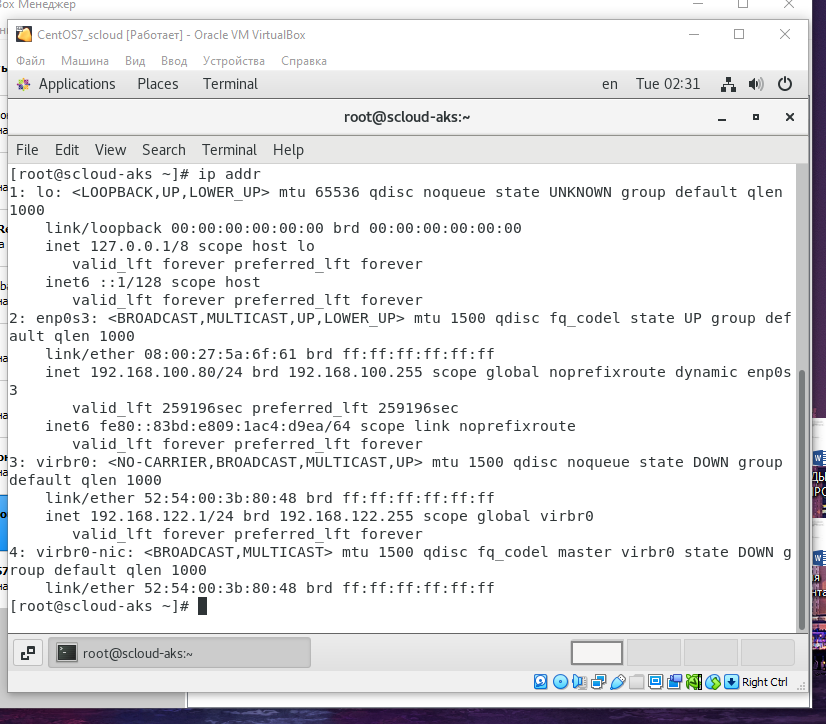 Box Менеджер
CentOS7_scloud [Работает] - Oracle VM VirtualBox
Файл Машина Вид Ввод Устройства Справка
Applications Places Terminal en Tue 02:31
root@scloud-aks:~
File Edit View Search Terminal Help
[root@scloud-aks ~]# ip addr
1: lo: <LOOPBACK,UP,LOWER_UP> mtu 65536 qdisc noqueue state UNKNOWN group default qlen
1000
link/loopback 00:00:00:00:00:00 brd 00:00:00:00:00:00
inet 127.0.0.1/8 scope host lo
valid_lft forever preferred_lft forever
inet6 ::1/128 scope host
valid_lft forever preferred_lft forever
2: enp0s3: <BROADCAST,MULTICAST,UP,LOWER_UP> mtu 1500 qdisc fq_codel state UP group def
ault qlen 1000
link/ether 08:00:27:5a:6f:61 brd ff:ff:ff:ff:ff:ff
inet 192.168.100.80/24 brd 192.168.100.255 scope global noprefixroute dynamic enp0s
3
valid_lft 259196sec preferred_lft 259196sec
inet6 fe80::83bd:e809:1ac4:d9ea/64 scope link noprefixroute
valid_lft forever preferred_lft forever
3: virbr0: <NO-CARRIER,BROADCAST,MULTICAST,UP> mtu 1500 qdisc noqueue state DOWN group
default qlen 1000
link/ether 52:54:00:3b:80:48 brd ff:ff:ff:ff:ff:ff
inet 192.168.122.1/24 brd 192.168.122.255 scope global virbr0
valid_lft forever preferred_lft forever
4: virbr0-nic: <BROADCAST,MULTICAST> mtu 1500 qdisc fq_codel master virbr0 state DOWN g
roup default qlen 1000
link/ether 52:54:00:3b:80:48 brd ff:ff:ff:ff:ff:ff
[root@scloud-aks ~]#
root@scloud-aks:~
Right Ctrl